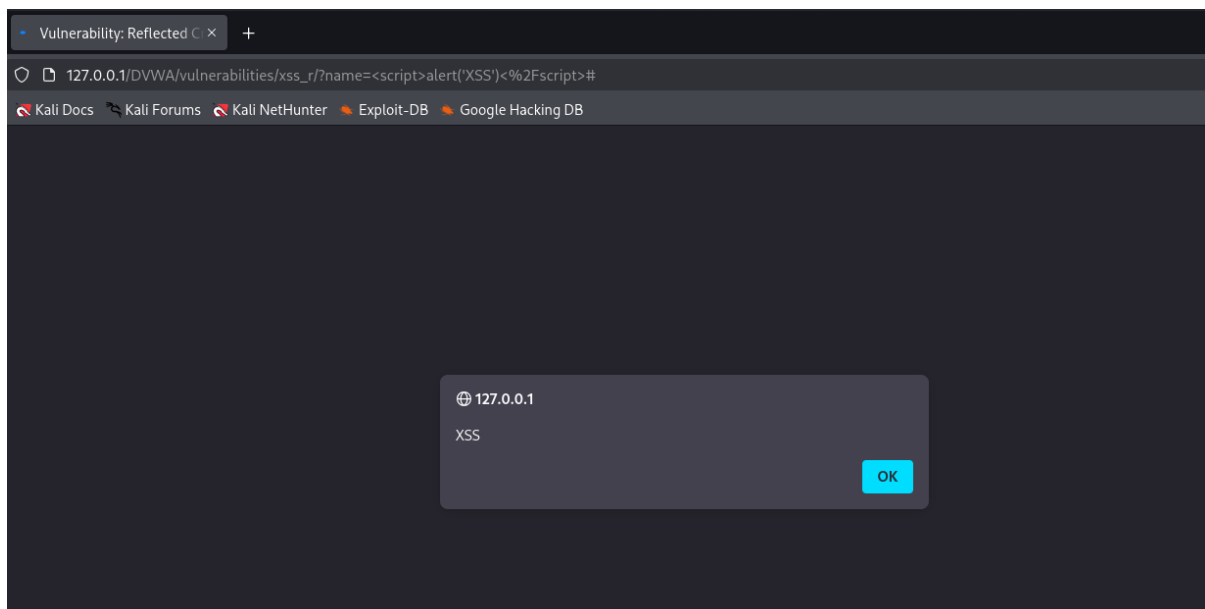 Vulnerability: Reflected C
127.0.0.1/DVWA/vulnerabilities/xss_r/?name=<script>alert('XSS')<%2Fscript>#
Kali Docs Kali Forums Kali NetHunter Exploit-DB Google Hacking DB
127.0.0.1
XSS
OK